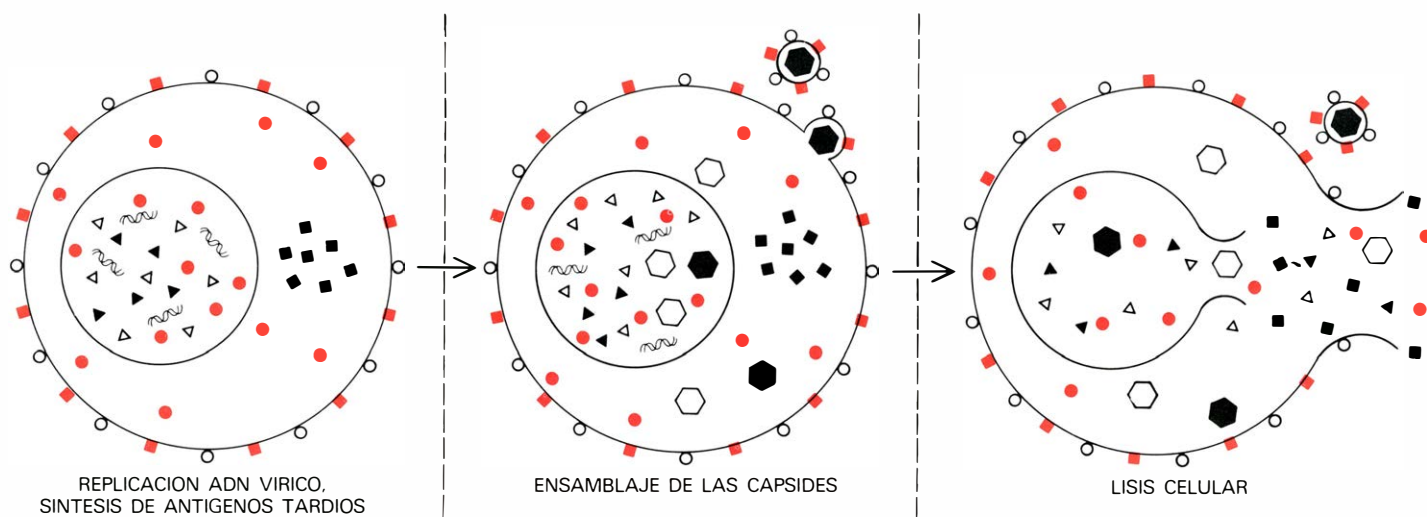 REPLICACION ADN VIRICO,
SINTESIS DE ANTIGENOS TARDIOS
ENSAMBLAJE DE LAS CAPSIDES
LISIS CELULAR